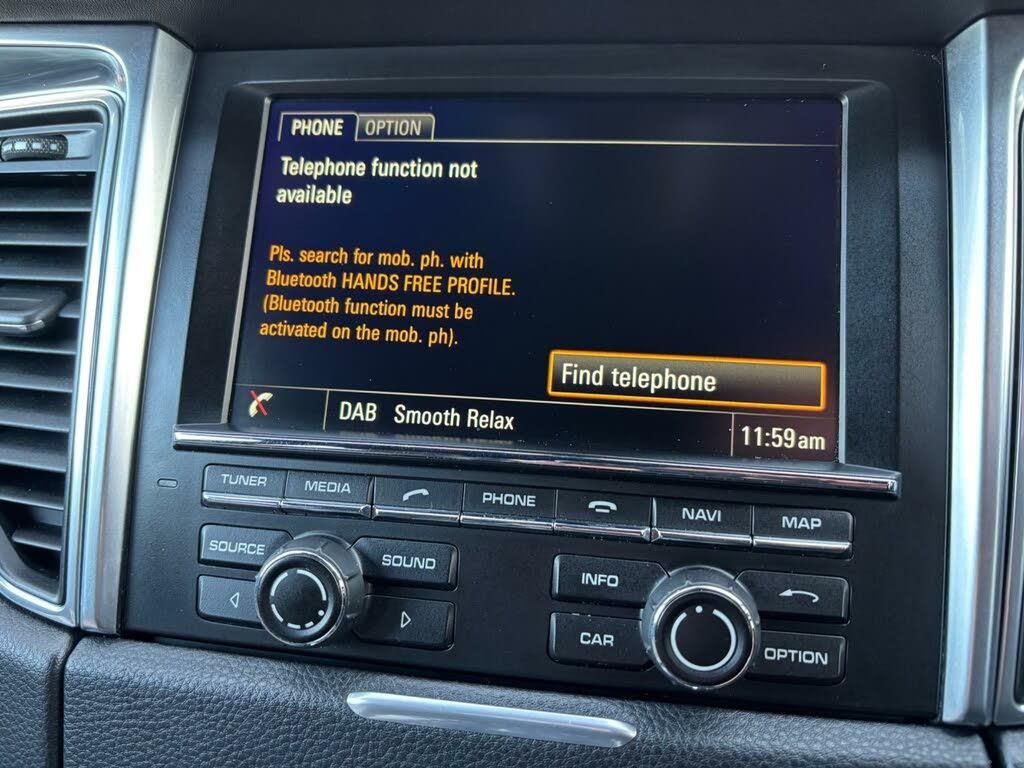 PHONE OPTION
Telephone function not
available
Pls. search for mob. ph. with
Bluetooth HANDS FREE PROFILE.
(Bluetooth function must be
activated on the mob. ph).
Find telephone
DAB Smooth Relax
11:59am
TUNER MEDIA PHONE NAVI MAP
SOURCE SOUND INFO
CAR OPTION